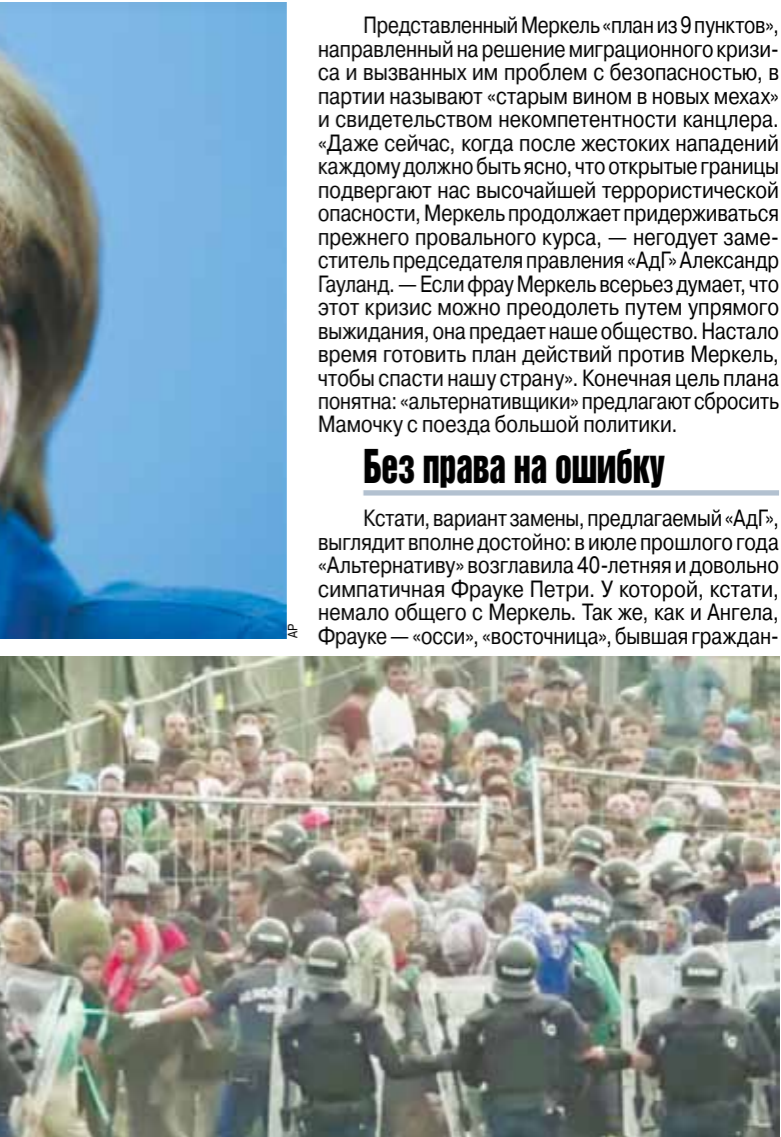 Представленный Меркель «план из 9 пунктов»,
направленный на решение миграционного кризи-
са и вызванных им проблем с безопасностью, в
партии называют «старым вином в новых мехах»
и свидетельством некомпетентности канцлера.
«Даже сейчас, когда после жестоких нападений
каждому должно быть ясно, что открытые границы
подвергают нас высочайшей террористической
опасности, Меркель продолжает придерживаться
прежнего провального курса, — негодует заме-
ститель председателя правления «АдГ» Александр
Гауланд. — Если фрау Меркель всерьез думает, что
этот кризис можно преодолеть путем упрямого
выжидания, она предает наше общество. Настало
время готовить план действий против Меркель,
чтобы спасти нашу страну». Конечная цель плана
понятна: «альтернативщики» предлагают сбросить
Мамочку с поезда большой политики.
Без права на ошибку
Кстати, вариант замены, предлагаемый «АдГ»,
выглядит вполне достойно: в июле прошлого года
«Альтернативу» возглавила 40-летняя и довольно
симпатичная Фрауке Петри. У которой, кстати,
немало общего с Меркель. Так же, как и Ангела,
Фрауке — «осси», «восточница», бывшая граждан-
AP